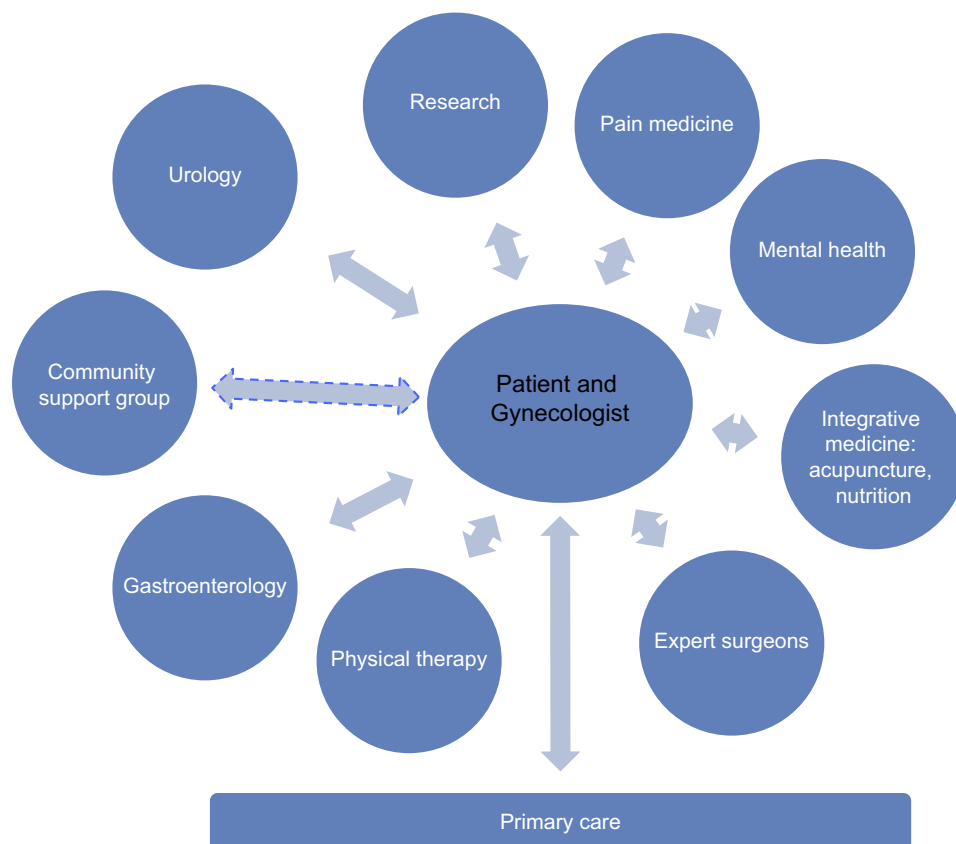 Research
Pain medicine
Urology
Mental health
Community
support group
Patient and
Gynecologist
Integrative
medicine:
acupuncture,
nutrition
Gastroenterology
Physical therapy
Expert surgeons
Primary care